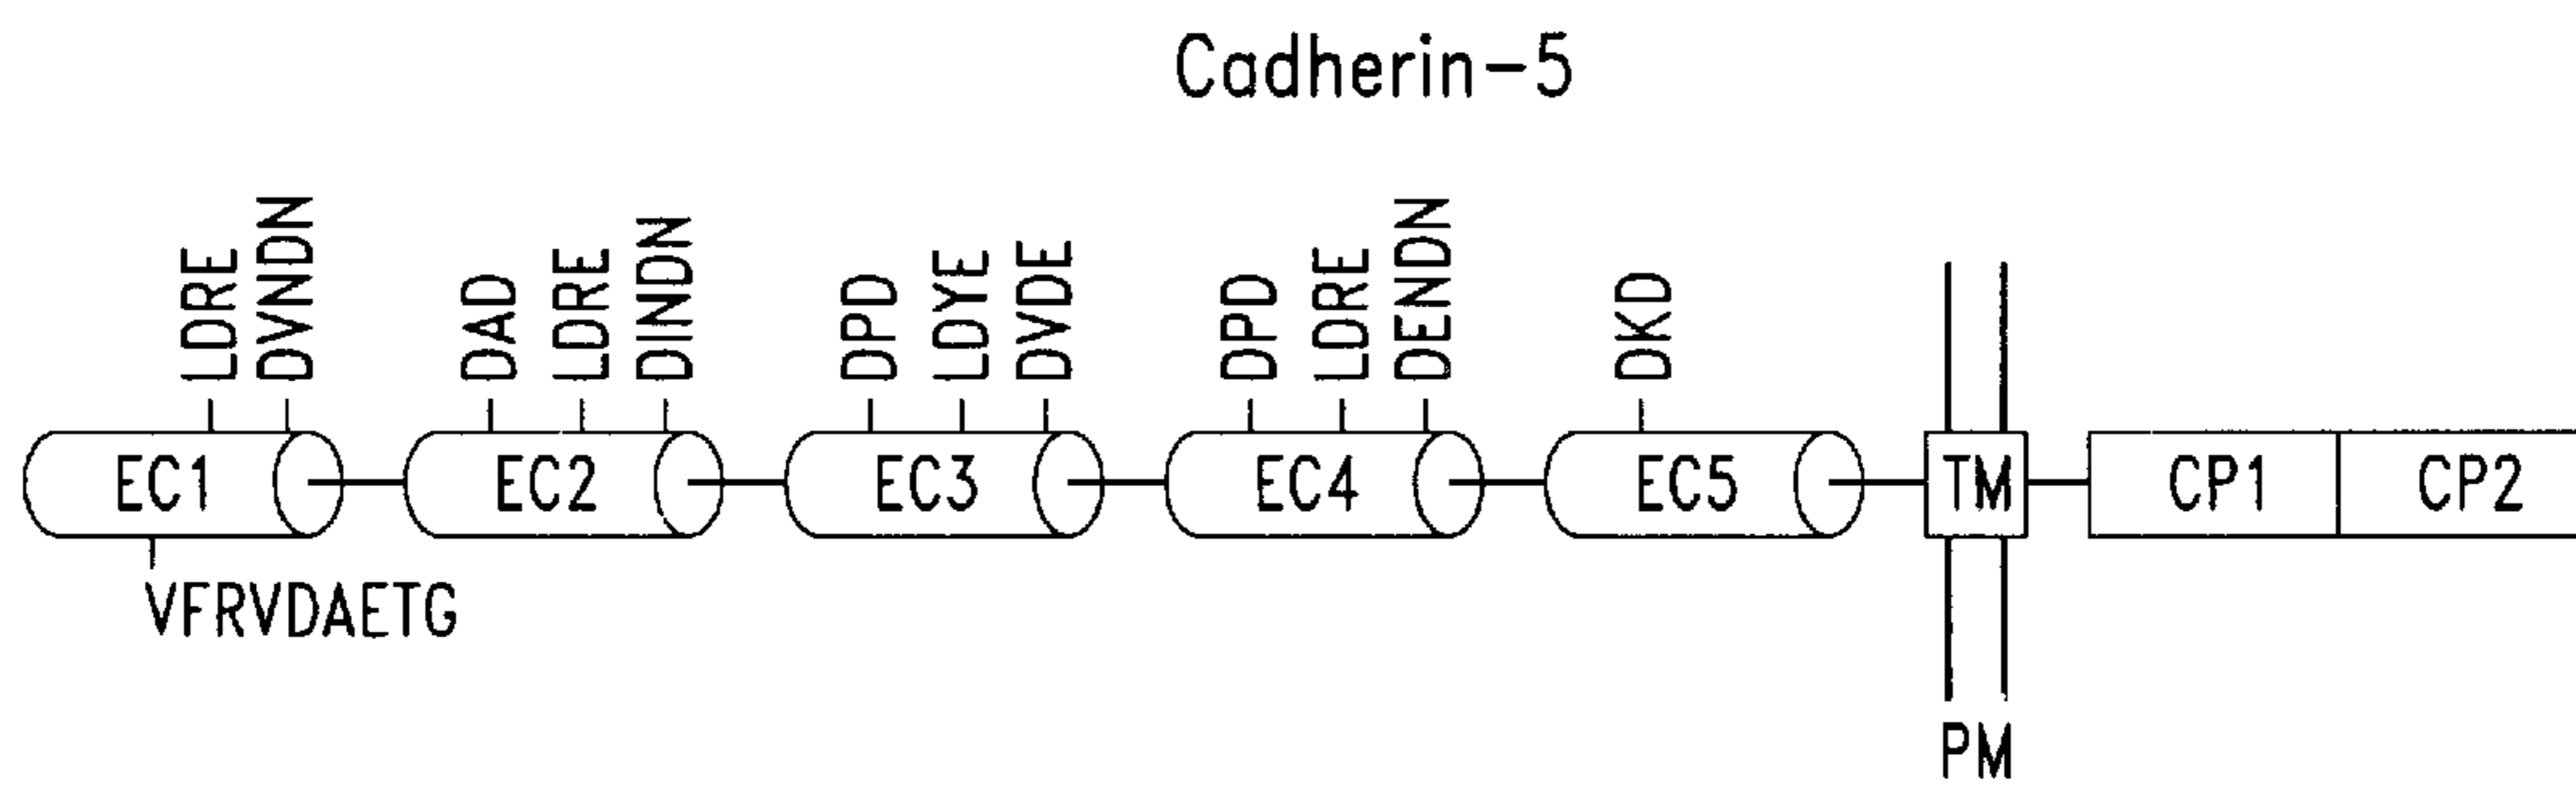 Cadherin-5
LDRE
DVNDN
DAD
LDRE
DINDN
DPD
LDYE
DVDE
DPD
LDRE
DENDN
DKD
EC1
EC2
EC3
EC4
EC5
TM
CP1
CP2
VFRVDAETG
PM